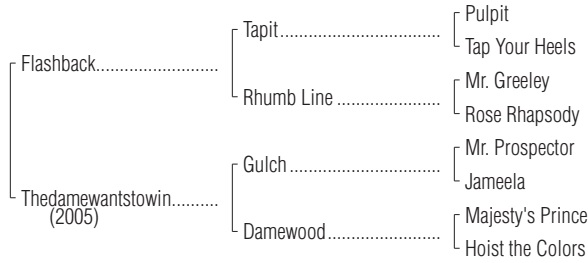 Pulpit
Tapit
Tap Your Heels
Flashback
Mr. Greeley
Rhumb Line
Rose Rhapsody
Mr. Prospector
Gulch
Jameela
Thedamewantstowin
(2005)
Majesty's Prince
Damewood
Hoist the Colors